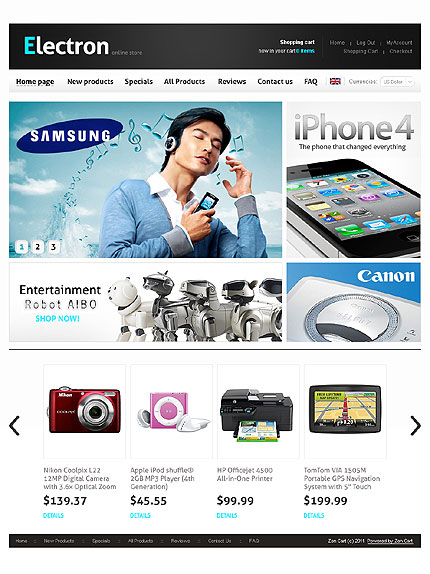 Electron online store
Shopping cart
now in your cart 0 items
Home | Log Out | MyAccount
Shopping Cart | Checkout
Home page New products Specials All Products Reviews Contact us FAQ Currencies: US Dollar
SAMSUNG
1 2 3
iPhone4
The phone that changed everything
Entertainment
Robot AIBO
SHOP NOW!
Canon
Nikon
COOLPIX
Nikon Coolpix L22
12MP Digital Camera
with 3.6x Optical Zoom
$139.37
DETAILS
Apple iPod shuffle®
2GB MP3 Player (4th
Generation)
$45.55
DETAILS
HP Officejet 4500
All-in-One Printer
$99.99
DETAILS
TomTom VIA 1505M
Portable GPS Navigation
System with 5" Touch
$199.99
DETAILS
Home :: New Products :: Specials :: All Products :: Reviews :: Contact Us :: F.A.Q. Zen Cart (c) 2011 Powered by Zen Cart